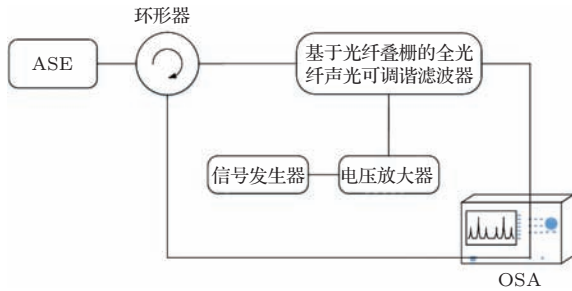 环形器
ASE
基于光纤叠栅的全光
纤声光可调谐滤波器
信号发生器
电压放大器
OSA